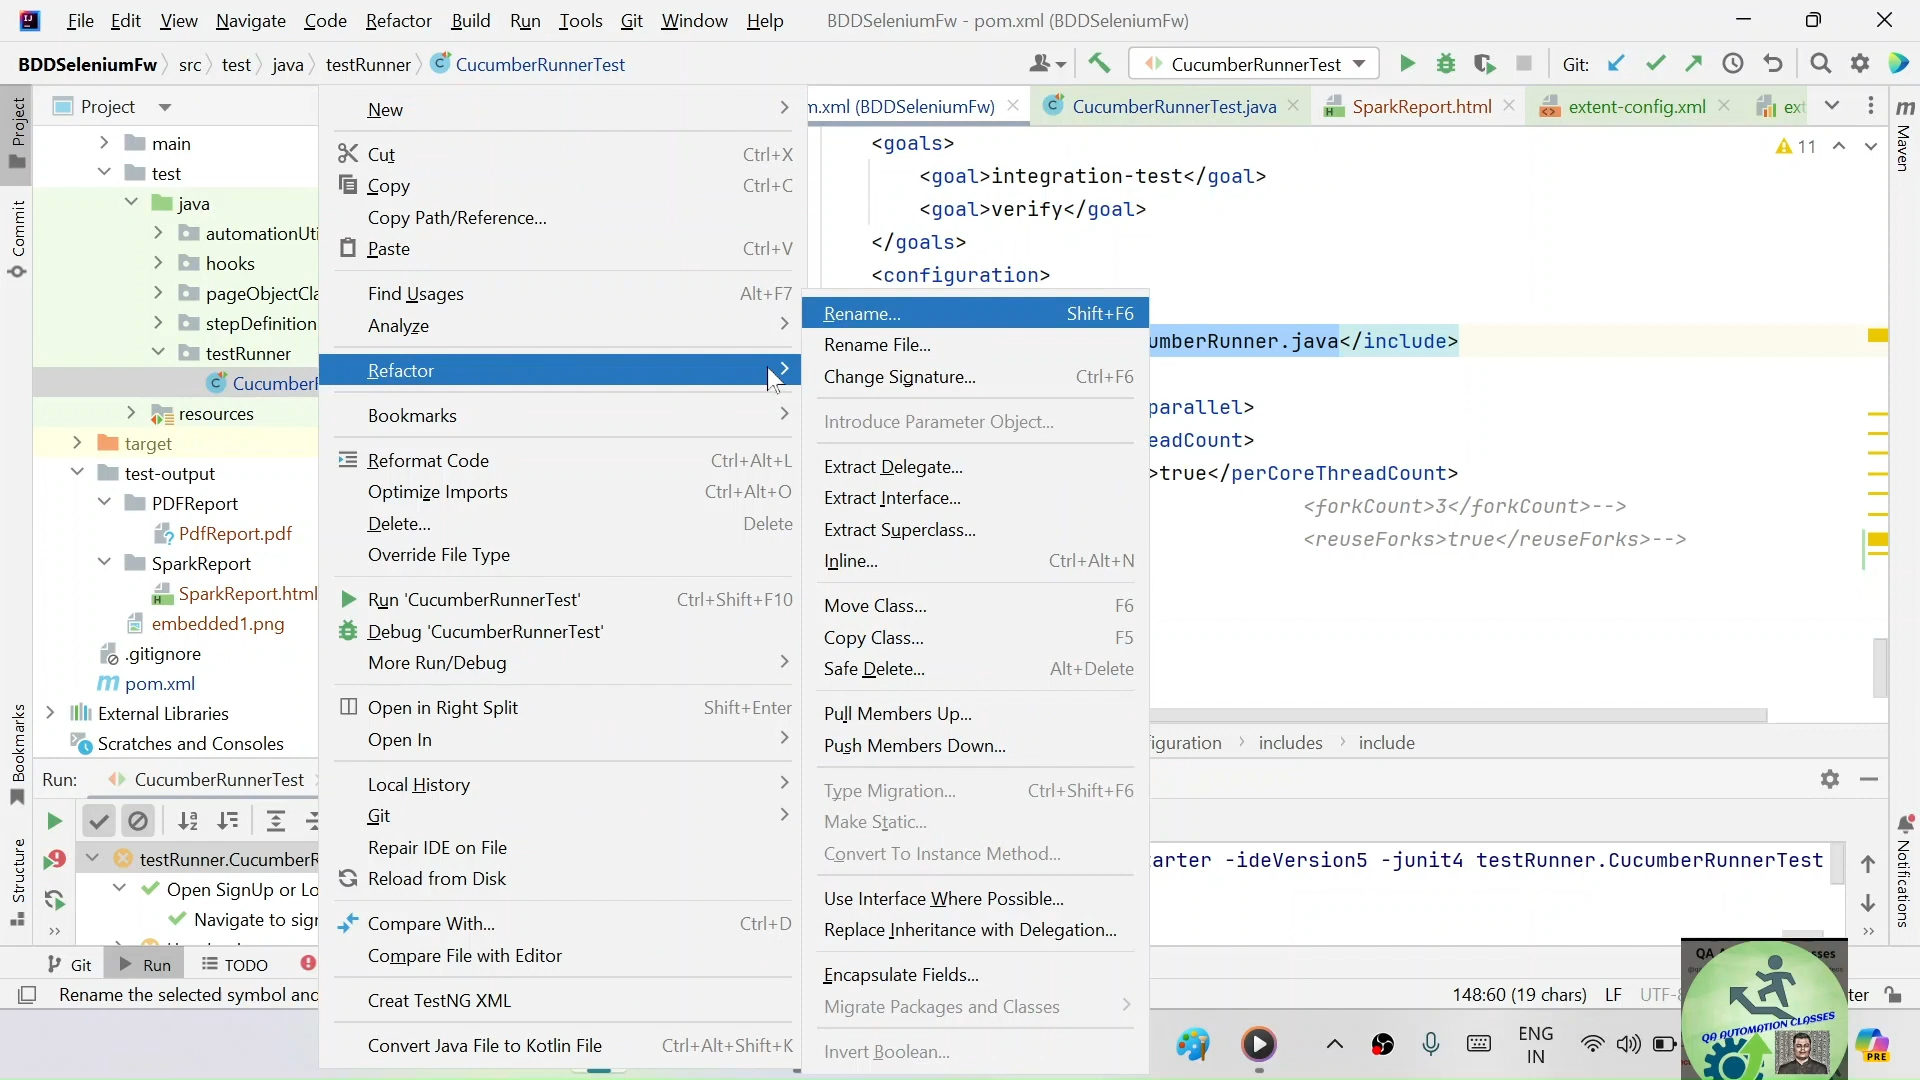 File Edit View Navigate Code Refactor Build Run Tools Git Window Help BDDSeleniumFw - pom.xml (BDDSeleniumFw)
BDDSeleniumFw src test java testRunner CucumberRunnerTest CucumberRunnerTest Git:
Project
m.xml (BDDSeleniumFw) CucumberRunnerTest.java SparkReport.html extent-config.xml ext
main
test
java
automationUti
hooks
pageObjectCla
stepDefinition
testRunner
CucumberR
resources
target
test-output
PDFReport
PdfReport.pdf
SparkReport
SparkReport.html
embedded1.png
.gitignore
pom.xml
External Libraries
Scratches and Consoles
Project
Commit
Bookmarks
Structure
New
Cut Ctrl+X
Copy Ctrl+C
Copy Path/Reference...
Paste Ctrl+V
Find Usages Alt+F7
Analyze
Refactor
Bookmarks
Reformat Code Ctrl+Alt+L
Optimize Imports Ctrl+Alt+O
Delete... Delete
Override File Type
Run 'CucumberRunnerTest' Ctrl+Shift+F10
Debug 'CucumberRunnerTest'
More Run/Debug
Open in Right Split Shift+Enter
Open In
Local History
Git
Repair IDE on File
Reload from Disk
Compare With... Ctrl+D
Compare File with Editor
Creat TestNG XML
Convert Java File to Kotlin File Ctrl+Alt+Shift+K
Rename... Shift+F6
Rename File...
Change Signature... Ctrl+F6
Introduce Parameter Object...
Extract Delegate...
Extract Interface...
Extract Superclass...
Inline... Ctrl+Alt+N
Move Class... F6
Copy Class... F5
Safe Delete... Alt+Delete
Pull Members Up...
Push Members Down...
Type Migration... Ctrl+Shift+F6
Make Static...
Convert To Instance Method...
Use Interface Where Possible...
Replace Inheritance with Delegation...
Encapsulate Fields...
Migrate Packages and Classes
Invert Boolean...
<goals>
<goal>integration-test</goal>
<goal>verify</goal>
</goals>
<configuration>
umberRunner.java</include>
parallel>
eadCount>
>true</perCoreThreadCount>
<forkCount>3</forkCount>-->
<reuseForks>true</reuseForks>-->
11
iguration includes include
Maven
Notifications
Run: CucumberRunnerTest
testRunner.CucumberR
Open SignUp or Lo
Navigate to sign
arter -ideVersion5 -junit4 testRunner.CucumberRunnerTest
Git Run TODO
Rename the selected symbol and
148:60 (19 chars) LF UTF-8 ter
ENG
IN
QA AUTOMATION CLASSES
PRE